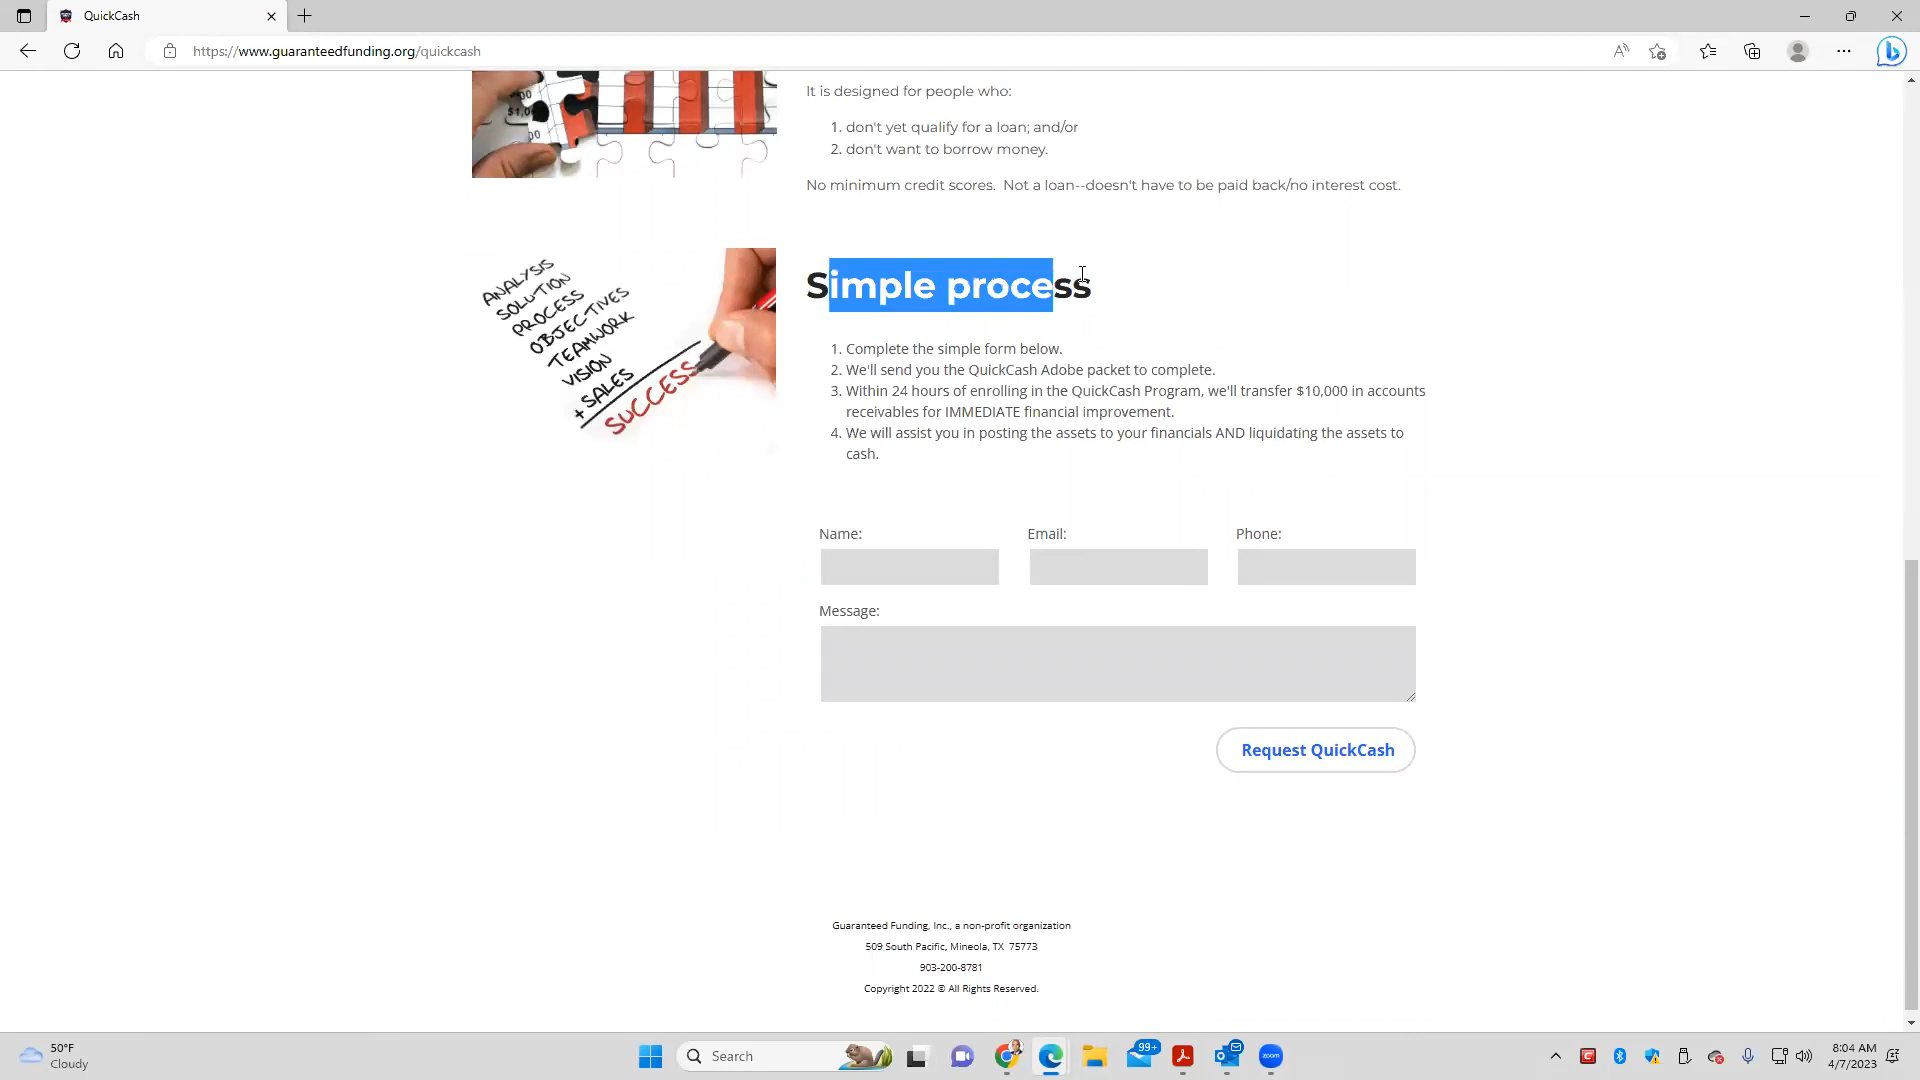 QuickCash
https://www.guaranteedfunding.org/quickcash
It is designed for people who:
1. don't yet qualify for a loan; and/or
2. don't want to borrow money.
No minimum credit scores. Not a loan--doesn't have to be paid back/no interest cost.
$1,0
00
ANALYSIS
SOLUTION
PROCESS
OBJECTIVES
TEAMWORK
VISION
+ SALES
SUCCESS
Simple process
1. Complete the simple form below.
2. We'll send you the QuickCash Adobe packet to complete.
3. Within 24 hours of enrolling in the QuickCash Program, we'll transfer $10,000 in accounts
receivables for IMMEDIATE financial improvement.
4. We will assist you in posting the assets to your financials AND liquidating the assets to
cash.
Name: Email: Phone:
Message:
Request QuickCash
Guaranteed Funding, Inc., a non-profit organization
509 South Pacific, Mineola, TX 75773
903-200-8781
Copyright 2022 © All Rights Reserved.
50°F
Cloudy
Search
99+
zoom
8:04 AM
4/7/2023